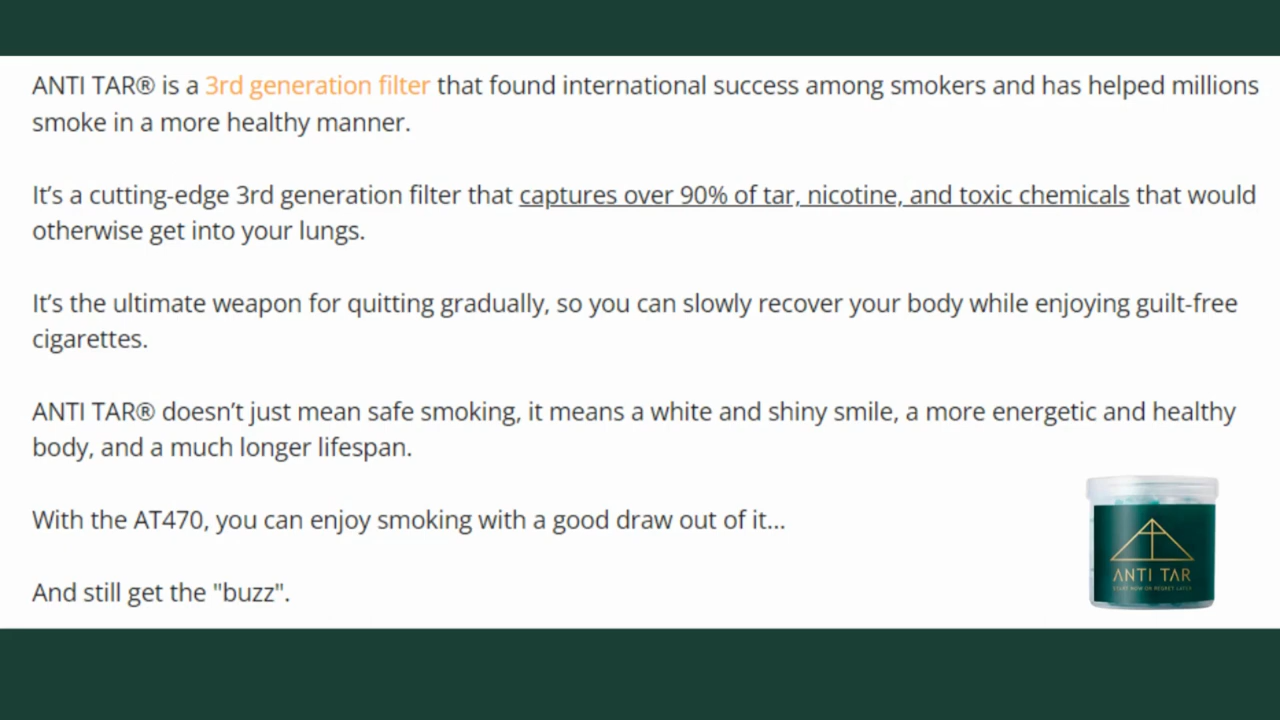 ANTI TAR® is a 3rd generation filter that found international success among smokers and has helped millions
smoke in a more healthy manner.
It’s a cutting-edge 3rd generation filter that captures over 90% of tar, nicotine, and toxic chemicals that would
otherwise get into your lungs.
It’s the ultimate weapon for quitting gradually, so you can slowly recover your body while enjoying guilt-free
cigarettes.
ANTI TAR® doesn’t just mean safe smoking, it means a white and shiny smile, a more energetic and healthy
body, and a much longer lifespan.
With the AT470, you can enjoy smoking with a good draw out of it...
And still get the "buzz".
ANTI TAR
NOW OR REGRET LATER